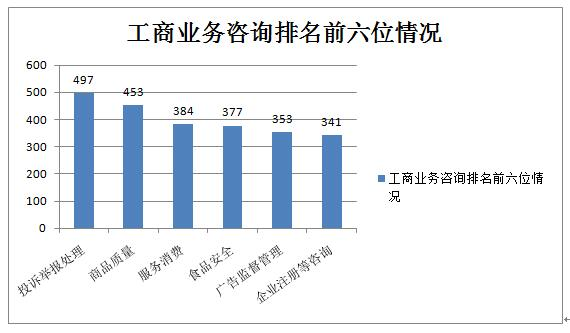 工商业务咨询排名前六位情况
600
500
400
300
200
100
0
497
453
384
377
353
341
投诉举报处理
商品质量
服务消费
食品安全
广告监督管理
企业注册等咨询
工商业务咨询排名前六位情
况